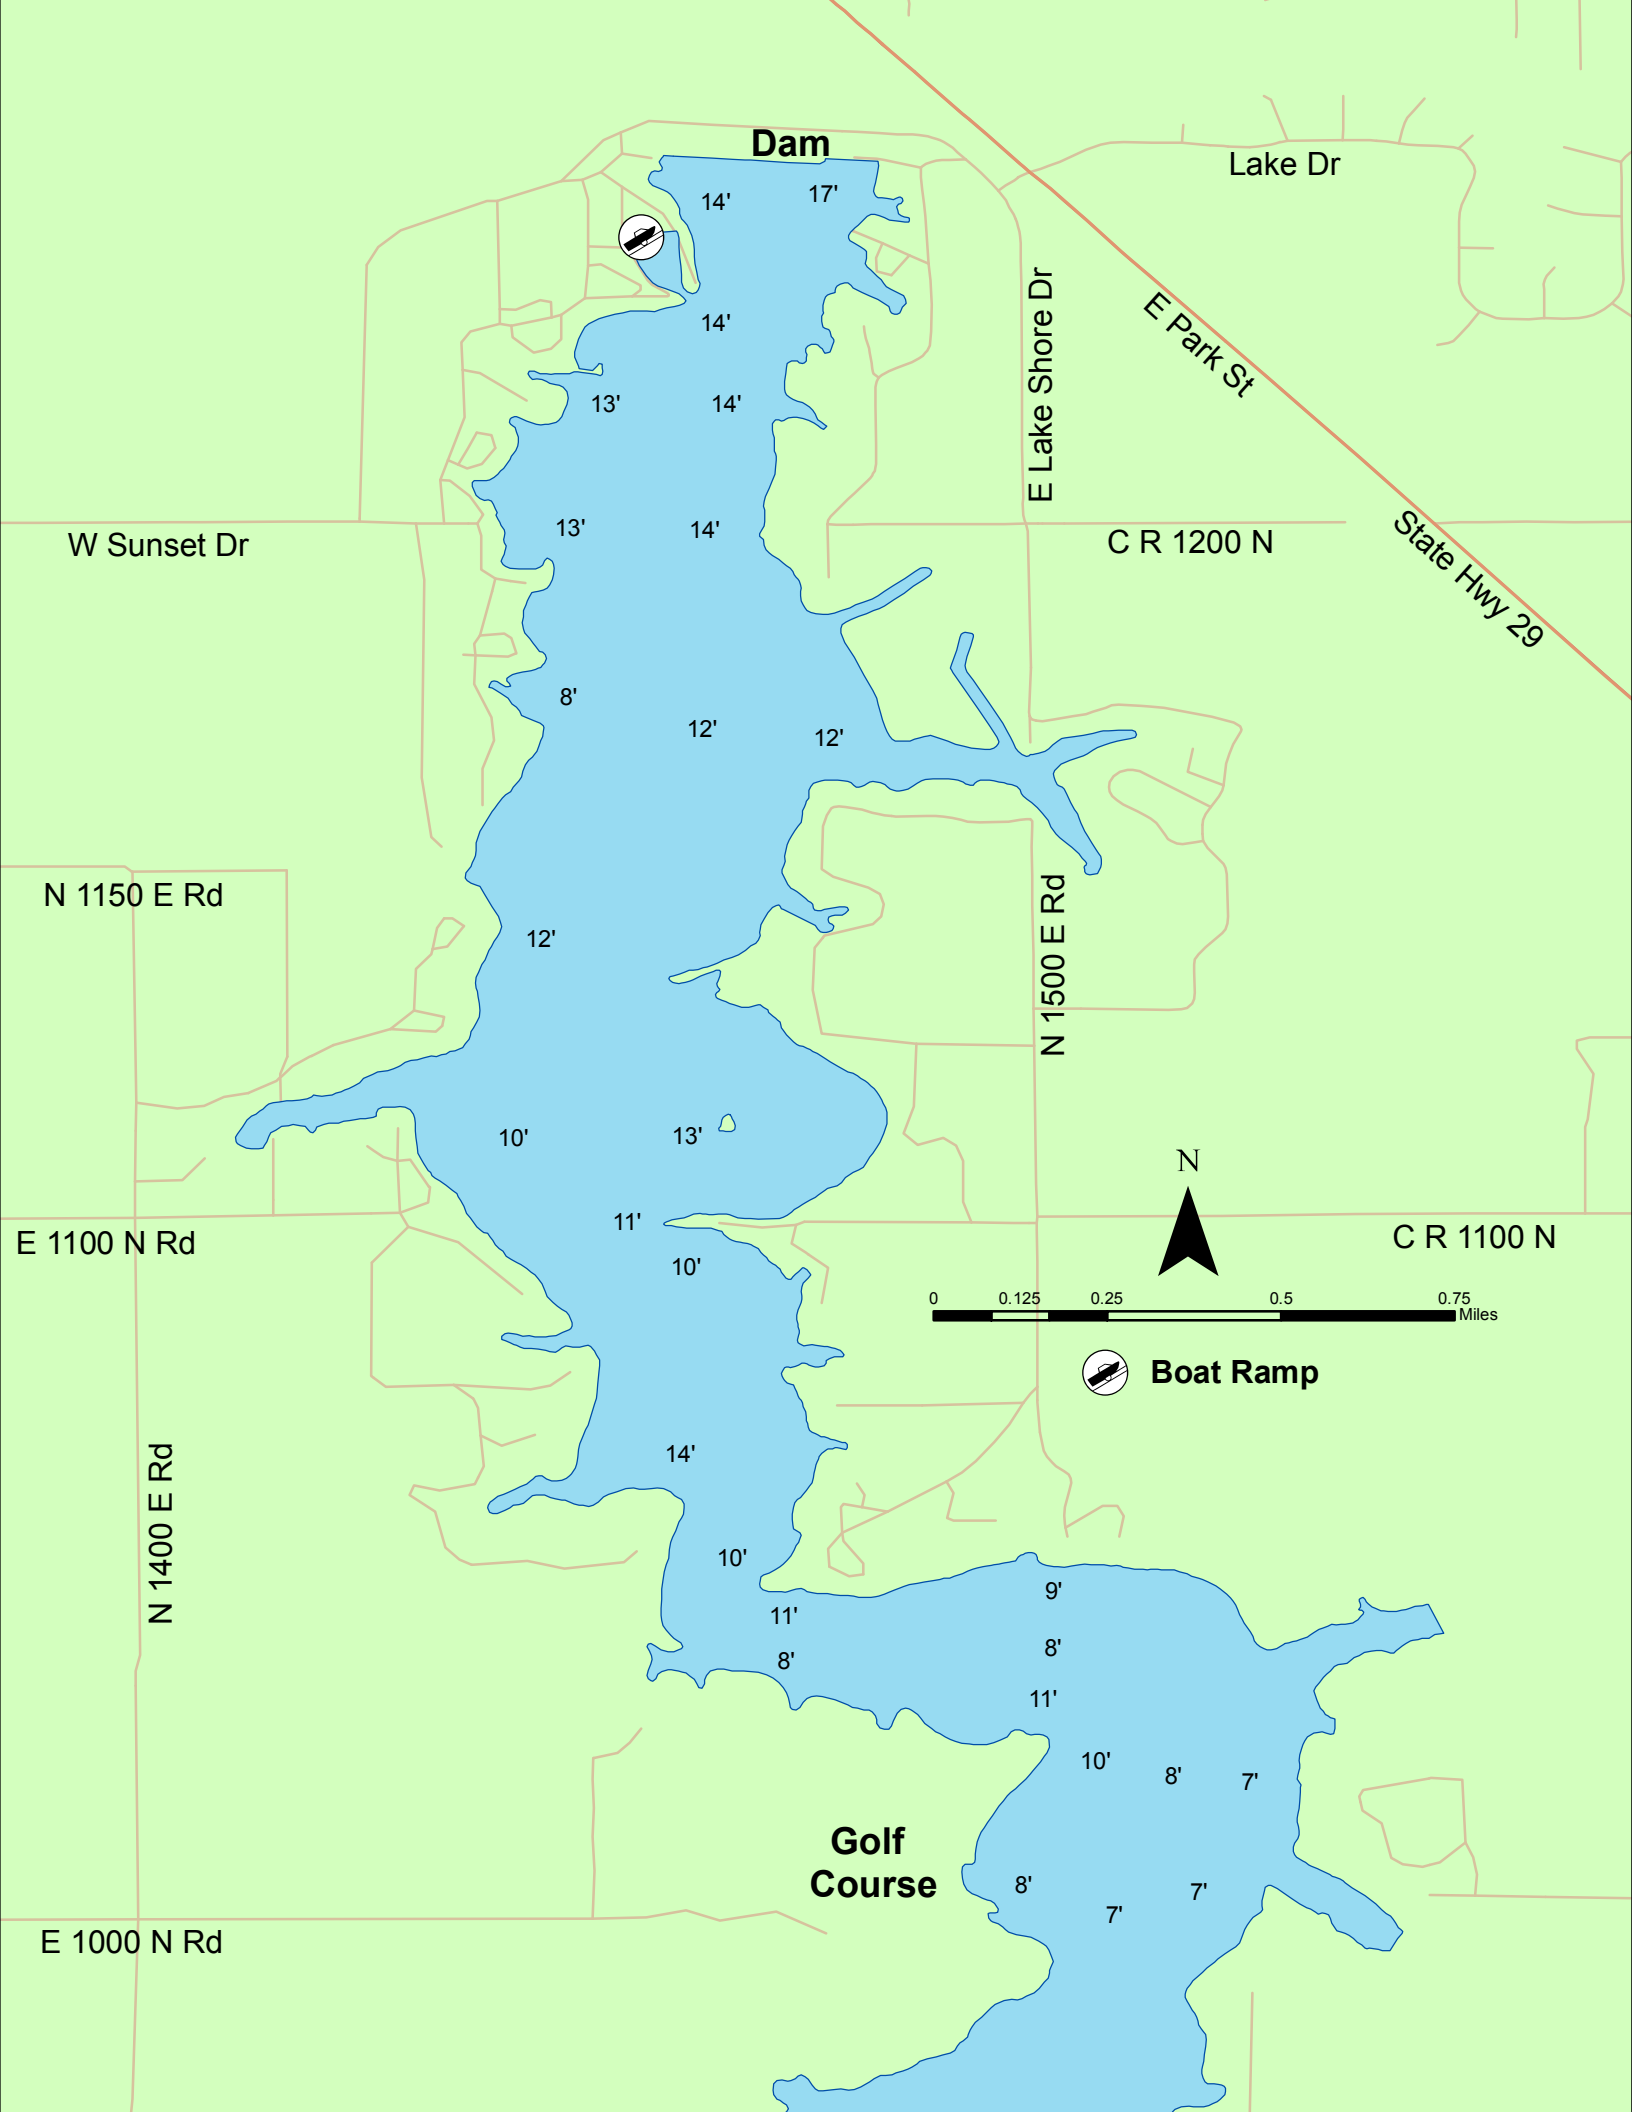 Dam
Lake Dr
14'
17'
E Lake Shore Dr
E Park St
14'
13'
14'
13'
14'
W Sunset Dr
C R 1200 N
State Hwy 29
8'
12'
12'
N 1150 E Rd
12'
N 1500 E Rd
10'
13'
N
11'
E 1100 N Rd
C R 1100 N
10'
0
0.125
0.25
0.5
0.75
Miles
Boat Ramp
14'
N 1400 E Rd
10'
9'
11'
8'
8'
11'
10'
8'
7'
Golf
Course
8'
7'
7'
E 1000 N Rd